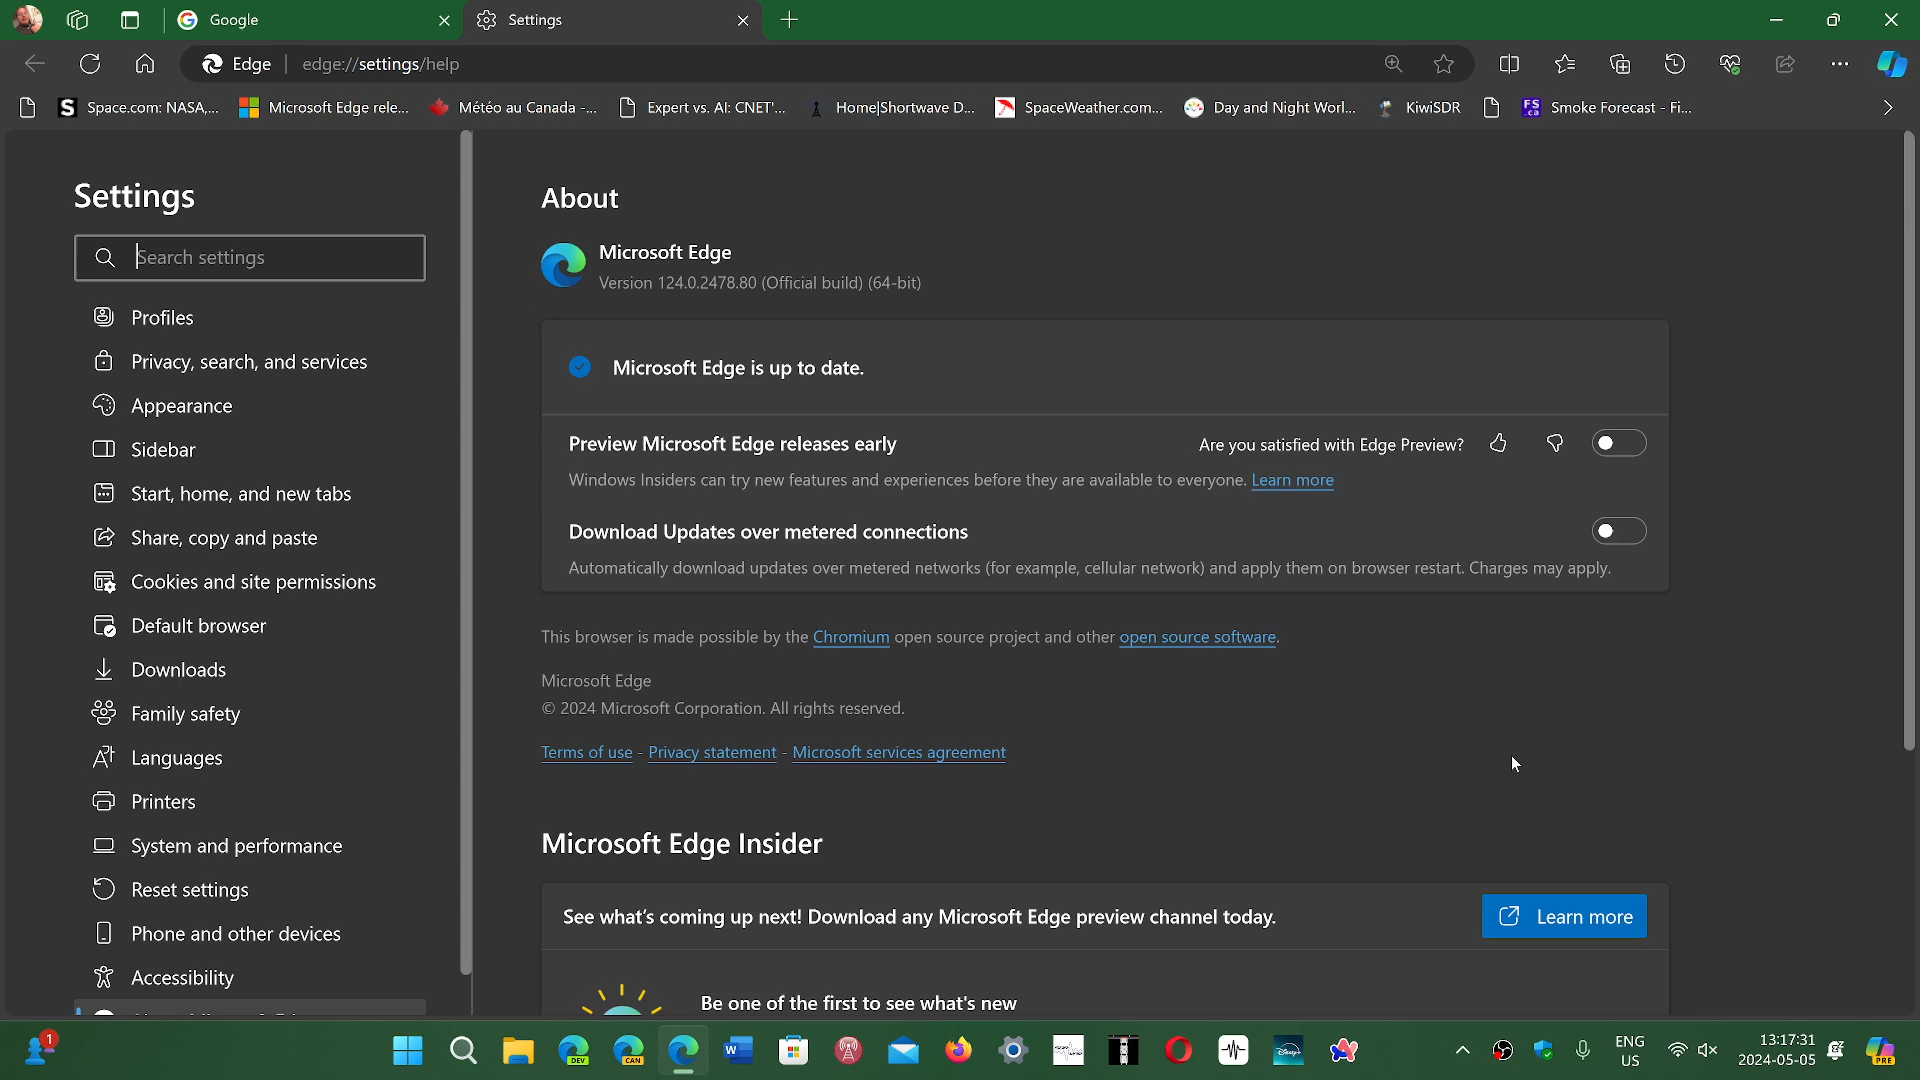 Google
Settings
Edge
edge://settings/help
Space.com: NASA,...
Microsoft Edge rele...
Météo au Canada -...
Expert vs. AI: CNET'...
Home|Shortwave D...
SpaceWeather.com...
Day and Night Worl...
KiwiSDR
FS .ca
Smoke Forecast - Fi...
Settings
Search settings
Profiles
Privacy, search, and services
Appearance
Sidebar
Start, home, and new tabs
Share, copy and paste
Cookies and site permissions
Default browser
Downloads
Family safety
Languages
Printers
System and performance
Reset settings
Phone and other devices
Accessibility
About
Microsoft Edge
Version 124.0.2478.80 (Official build) (64-bit)
Microsoft Edge is up to date.
Preview Microsoft Edge releases early
Are you satisfied with Edge Preview?
Windows Insiders can try new features and experiences before they are available to everyone. Learn more
Download Updates over metered connections
Automatically download updates over metered networks (for example, cellular network) and apply them on browser restart. Charges may apply.
This browser is made possible by the Chromium open source project and other open source software.
Microsoft Edge
© 2024 Microsoft Corporation. All rights reserved.
Terms of use - Privacy statement - Microsoft services agreement
Microsoft Edge Insider
See what's coming up next! Download any Microsoft Edge preview channel today.
Learn more
Be one of the first to see what's new
1
DEV
CAN
W
Disney+
ENG
US
13:17:31
2024-05-05
PRE